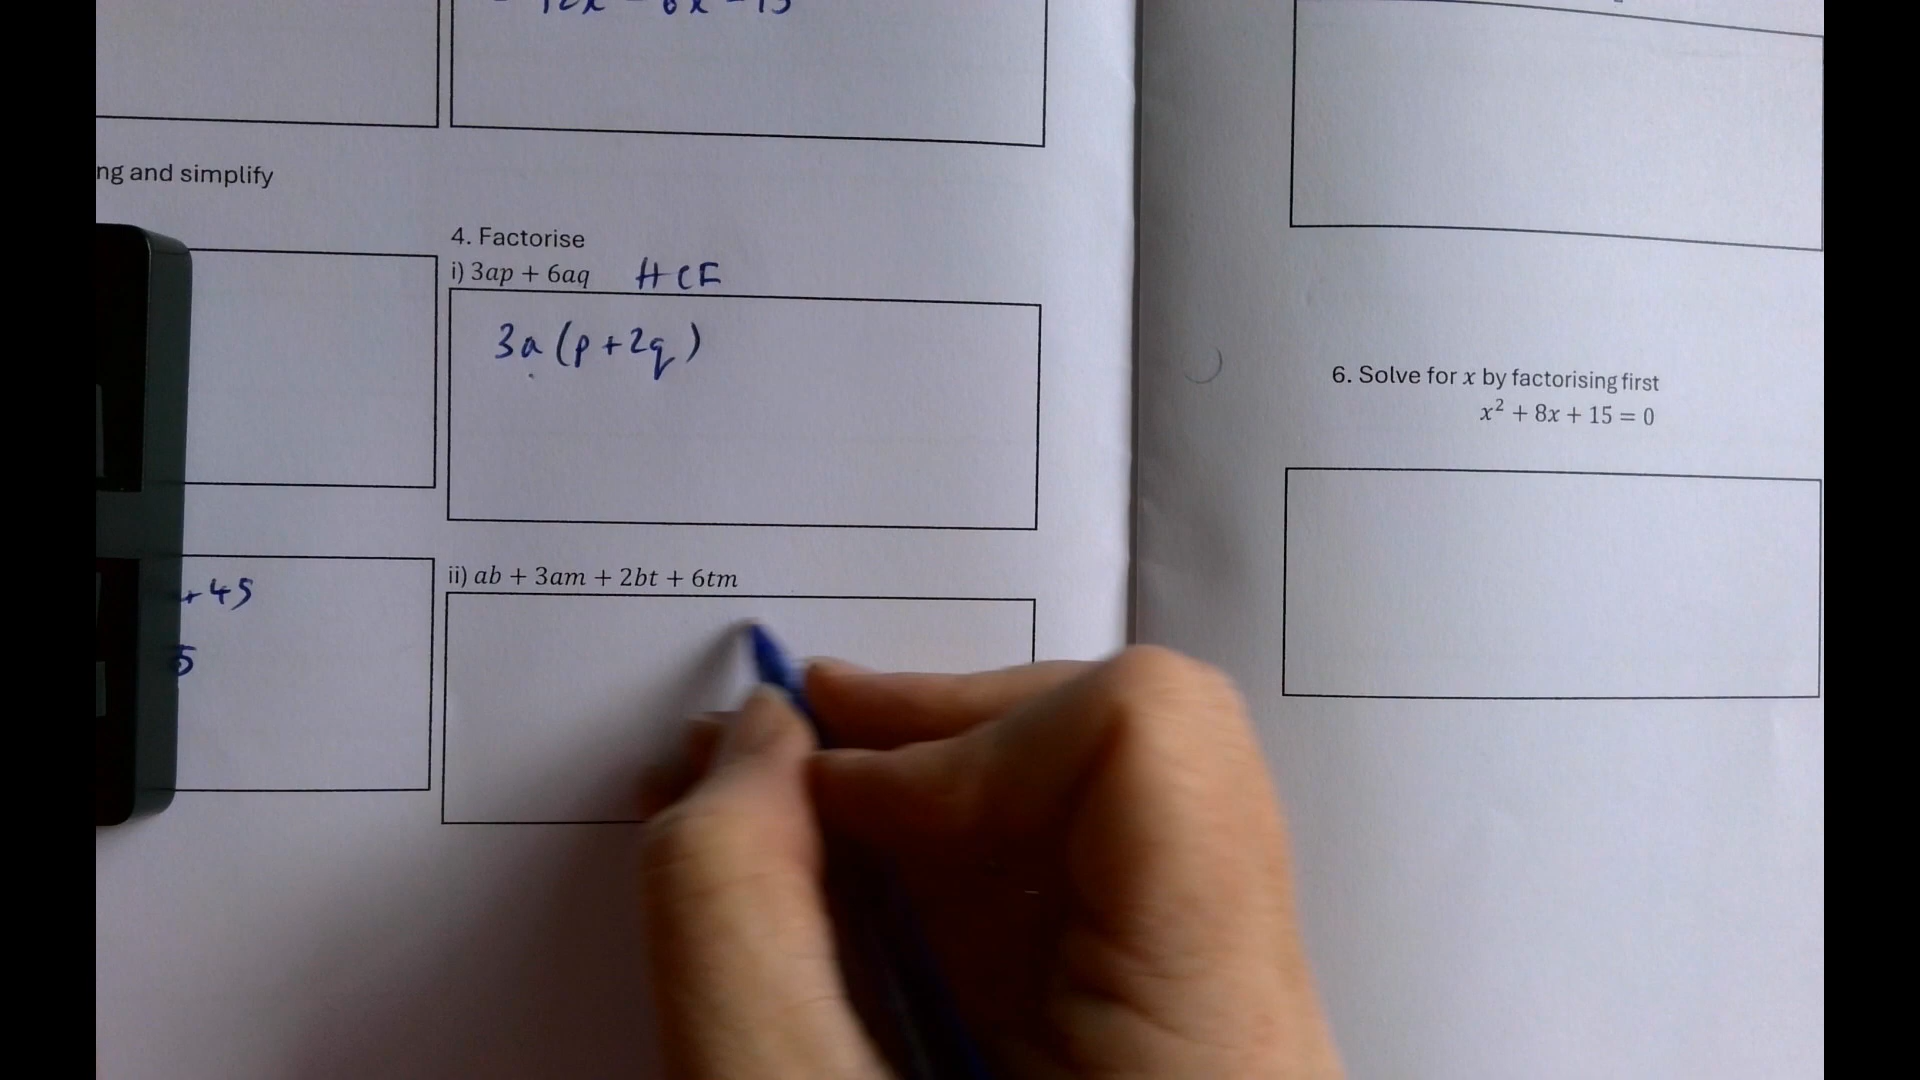 ng and simplify
+45
5
4. Factorise
i) 3ap + 6aq HCF
3a(p+2q)
ii) ab + 3am + 2bt + 6tm
6. Solve for x by factorising first
x² + 8x + 15 = 0